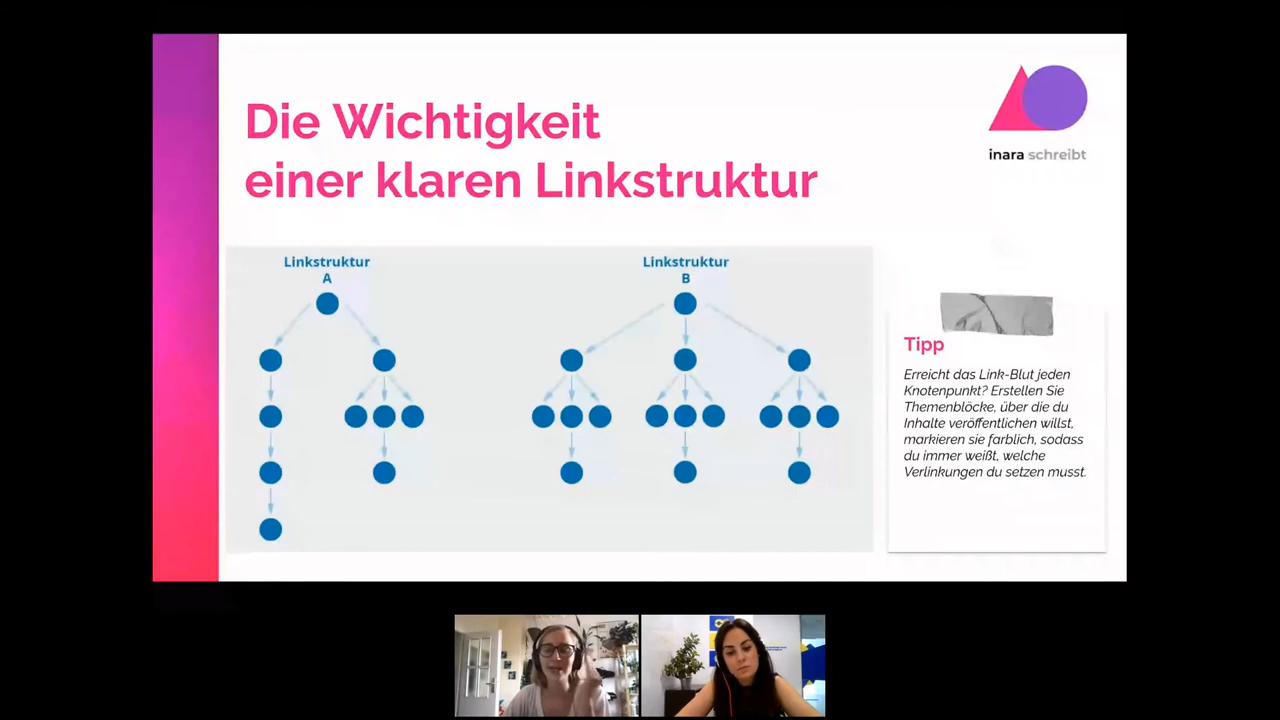 Die Wichtigkeit
einer klaren Linkstruktur
inara schreibt
Linkstruktur
A
Linkstruktur
B
Tipp
Erreicht das Link-Blut jeden
Knotenpunkt? Erstellen Sie
Themenblöcke, über die du
Inhalte veröffentlichen willst,
markieren sie farblich, sodass
du immer weißt, welche
Verlinkungen du setzen musst.